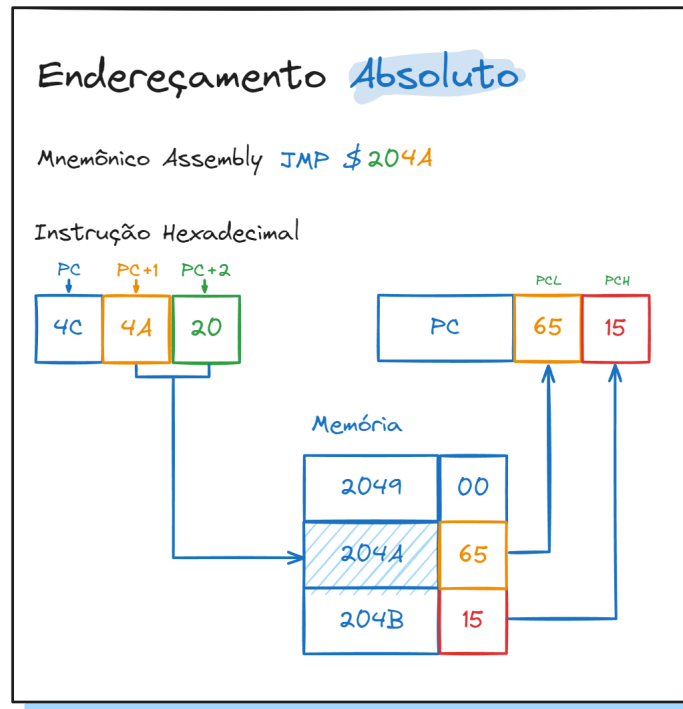 Endereçamento Absoluto
Mnemônico Assembly JMP $204A
Instrução Hexadecimal
PC PC+1 PC+2
4C 4A 20
PCL PCH
PC 65 15
Memória
2049 00
204A 65
204B 15